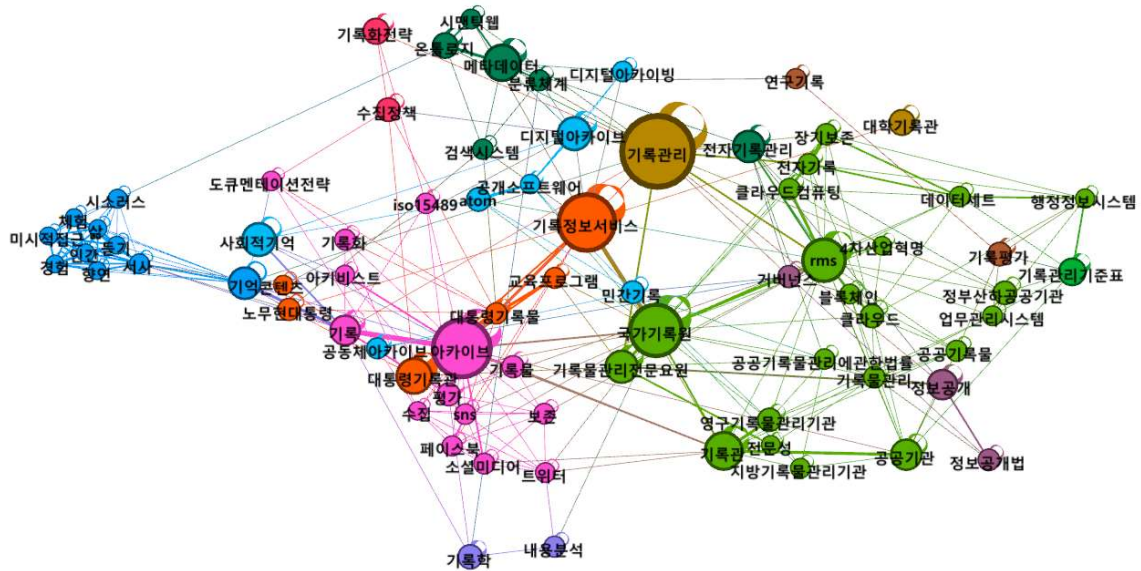 시맨틱웹
기록화전략
온톨로지
메타데이터
디지털아카이빙
분류체계
연구기록
수집정책
대학기록관
디지털아카이브
장기보존
전자기록관리
검색시스템
기록관리
전자기록
도큐멘테이션전략
공개소프트웨어
클라우드컴퓨팅
시소러스
iso15489
atom
데이터세트
행정정보시스템
체험
삶
기록정보서비스
미시적접근
사회적기억
기록화
4차산업혁명
듣기
인간
기록평가
경험
향연
서사
rms
기억
콘텐츠
아카이비스트
교육프로그램
거버넌스
기록관리기준표
민간기록
블록체인
정부산하공공기관
노무현대통령
대통령기록물
클라우드
업무관리시스템
기록
국가기록원
공동체아카이브
아카이브
공공기록물관리에관한법률
공공기록물
기록물
기록물관리전문요원
대통령기록관
기록물관리
정보공개
평가
수집
sns
보존
영구기록물관리기관
페이스북
전문성
기록관
공공기관
소셜미디어
트위터
지방기록물관리기관
정보공개법
내용분석
기록학